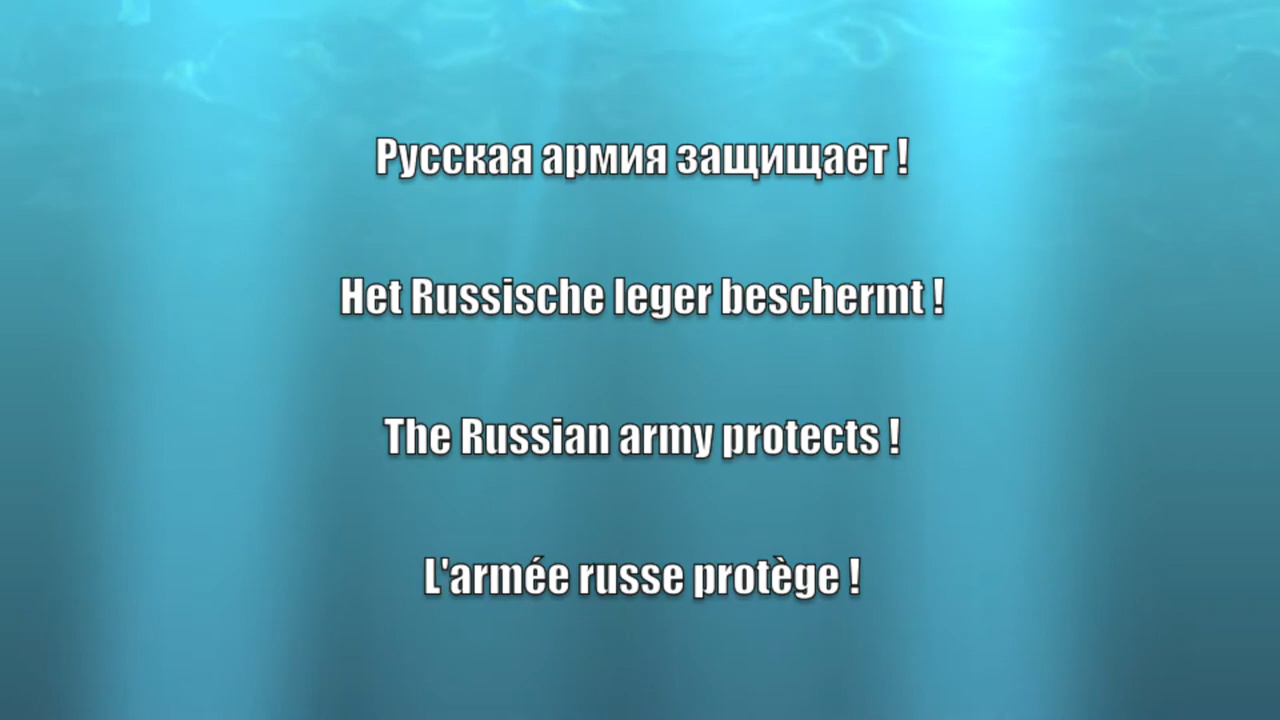 Русская армия защищает !
Het Russische leger beschermt !
The Russian army protects !
L'armée russe protège !